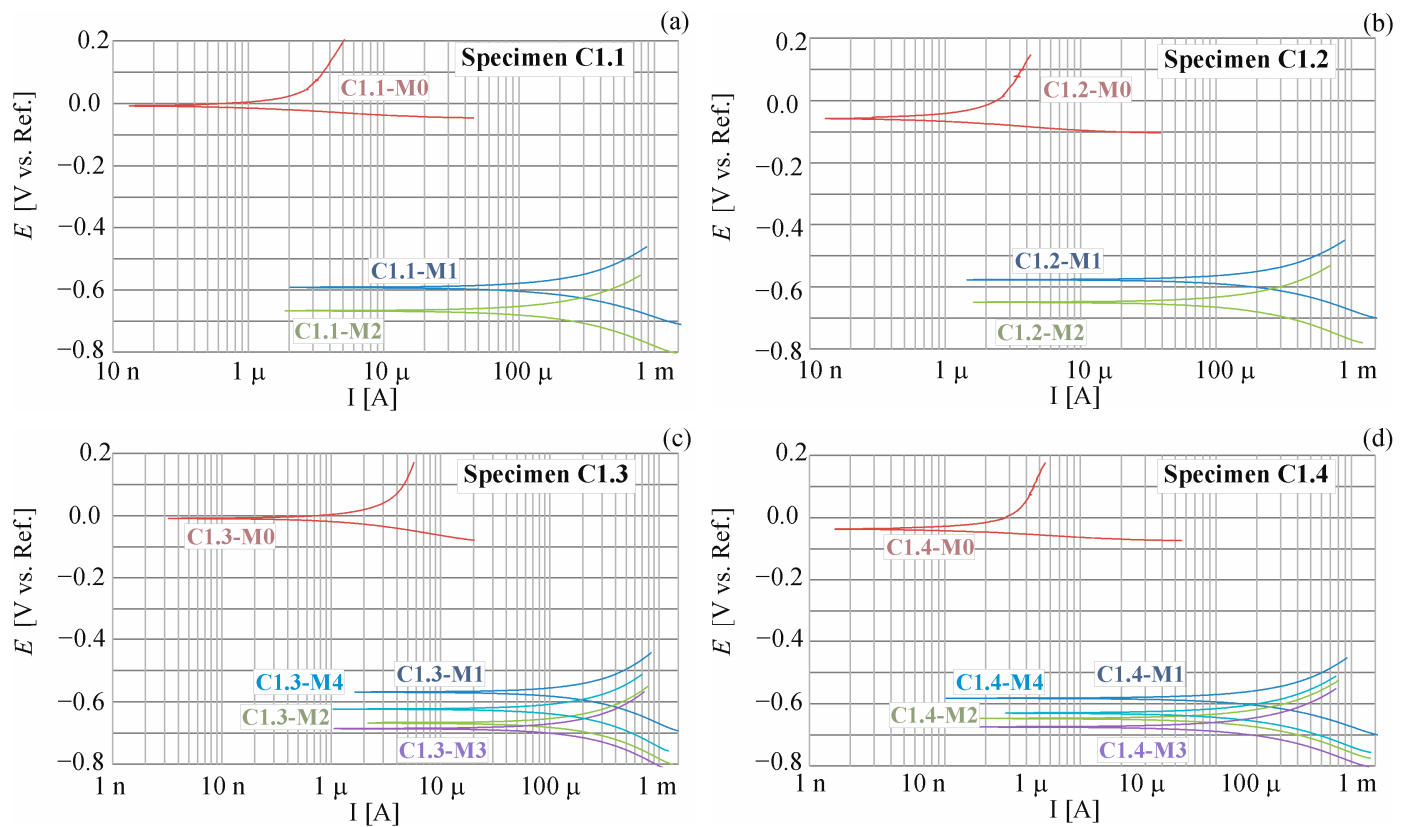 (a)
Specimen C1.1
E [V vs. Ref.]
0.2
0.0
−0.2
−0.4
−0.6
−0.8
C1.1-M0
C1.1-M1
C1.1-M2
10 n 1 μ 10 μ 100 μ 1 m
I [A]
(b)
Specimen C1.2
E [V vs. Ref.]
0.2
0.0
−0.2
−0.4
−0.6
−0.8
C1.2-M0
C1.2-M1
C1.2-M2
10 n 1 μ 10 μ 100 μ 1 m
I [A]
(c)
Specimen C1.3
E [V vs. Ref.]
0.2
0.0
−0.2
−0.4
−0.6
−0.8
C1.3-M0
C1.3-M4
C1.3-M1
C1.3-M2
C1.3-M3
1 n 10 n 1 μ 10 μ 100 μ 1 m
I [A]
(d)
Specimen C1.4
E [V vs. Ref.]
0.2
0.0
−0.2
−0.4
−0.6
−0.8
C1.4-M0
C1.4-M4
C1.4-M1
C1.4-M2
C1.4-M3
1 n 10 n 1 μ 10 μ 100 μ 1 m
I [A]